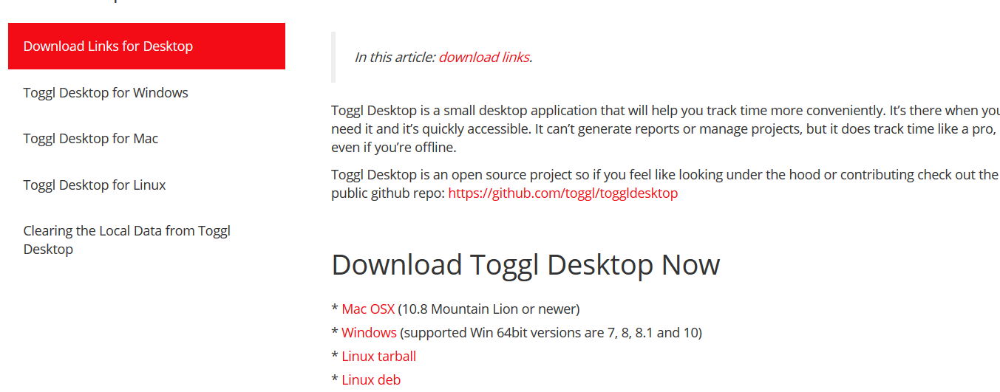 Download Links for Desktop
Toggl Desktop for Windows
Toggl Desktop for Mac
Toggl Desktop for Linux
Clearing the Local Data from Toggl
Desktop
In this article: download links.
Toggl Desktop is a small desktop application that will help you track time more conveniently. It’s there when you
need it and it’s quickly accessible. It can’t generate reports or manage projects, but it does track time like a pro,
even if you’re offline.
Toggl Desktop is an open source project so if you feel like looking under the hood or contributing check out the
public github repo: https://github.com/toggl/toggldesktop
Download Toggl Desktop Now
* Mac OSX (10.8 Mountain Lion or newer)
* Windows (supported Win 64bit versions are 7, 8, 8.1 and 10)
* Linux tarball
* Linux deb